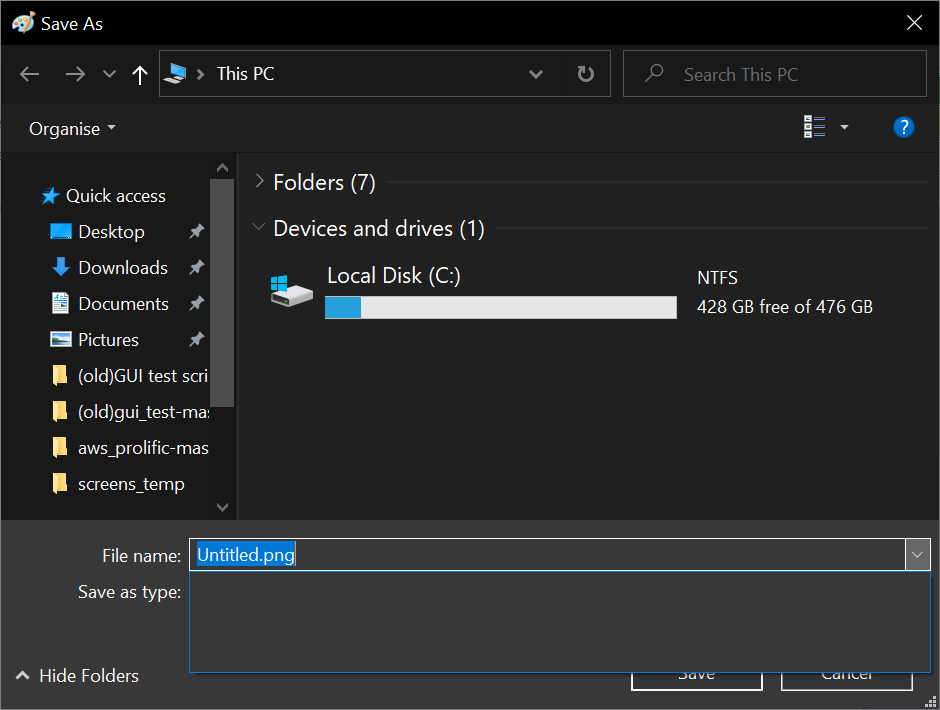 Save As
This PC
Search This PC
Organise
?
Quick access
Desktop
Downloads
Documents
Pictures
(old)GUI test scri
(old)gui_test-mas
aws_prolific-mas
screens_temp
Folders (7)
Devices and drives (1)
Local Disk (C:)
NTFS
428 GB free of 476 GB
File name: Untitled.png
Save as type:
Hide Folders
Save
Cancel